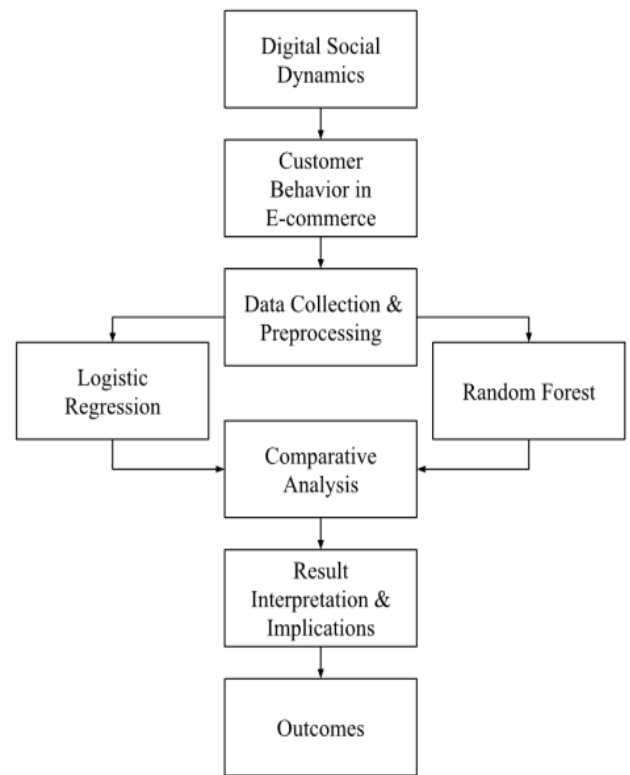 Digital Social
Dynamics
Customer
Behavior in
E-commerce
Data Collection &
Preprocessing
Logistic
Regression
Random Forest
Comparative
Analysis
Result
Interpretation &
Implications
Outcomes